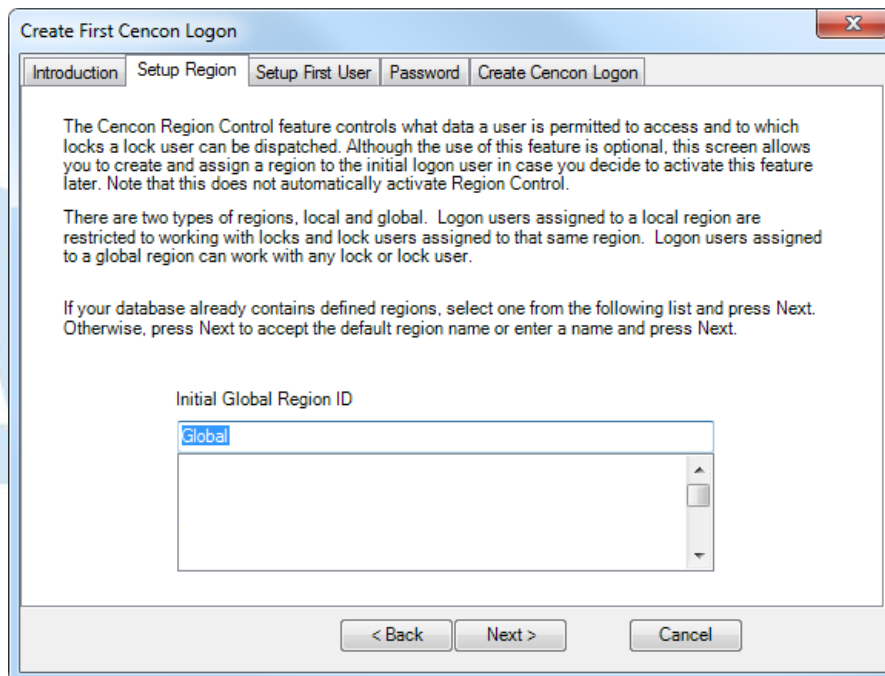 Create First Cencon Logon
Introduction
Setup Region
Setup First User
Password
Create Cencon Logon
The Cencon Region Control feature controls what data a user is permitted to access and to which
locks a lock user can be dispatched. Although the use of this feature is optional, this screen allows
you to create and assign a region to the initial logon user in case you decide to activate this feature
later. Note that this does not automatically activate Region Control.
There are two types of regions, local and global.  Logon users assigned to a local region are
restricted to working with locks and lock users assigned to that same region.  Logon users assigned
to a global region can work with any lock or lock user.
If your database already contains defined regions, select one from the following list and press Next.
Otherwise, press Next to accept the default region name or enter a name and press Next.
Initial Global Region ID
Global
< Back
Next >
Cancel